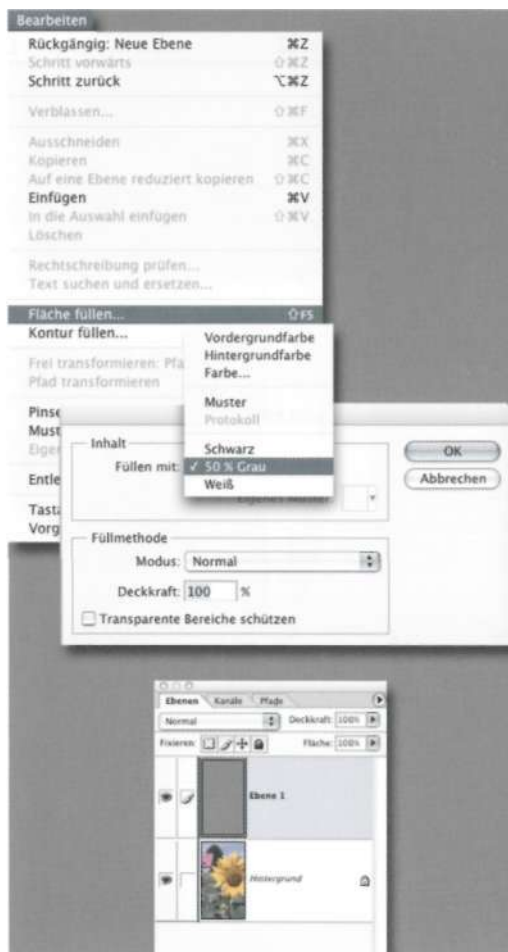 Bearbeiten
Rückgängig: Neue Ebene ⌘Z
Schritt vorwärts ⇧⌘Z
Schritt zurück ⌥⌘Z
Verblassen... ⇧⌘F
Ausschneiden ⌘X
Kopieren ⌘C
Auf eine Ebene reduziert kopieren ⇧⌘C
Einfügen ⌘V
In die Auswahl einfügen ⇧⌘V
Löschen
Rechtschreibung prüfen...
Text suchen und ersetzen...
Fläche füllen... ⇧F5
Kontur füllen...
Frei transformieren: Pfa
Pfad transformieren
Pinse
Must
Eigen
Entle
Tasta
Vorg
Vordergrundfarbe
Hintergrundfarbe
Farbe...
Muster
Protokoll
Schwarz
✓ 50 % Grau
Weiß
Inhalt
Füllen mit:
Eigenes Muster:
OK
Abbrechen
Füllmethode
Modus: Normal
Deckkraft: 100 %
Transparente Bereiche schützen
Ebenen Kanäle Pfade
Normal Deckkraft: 100%
Fixieren: Fläche: 100%
Ebene 1
Hintergrund